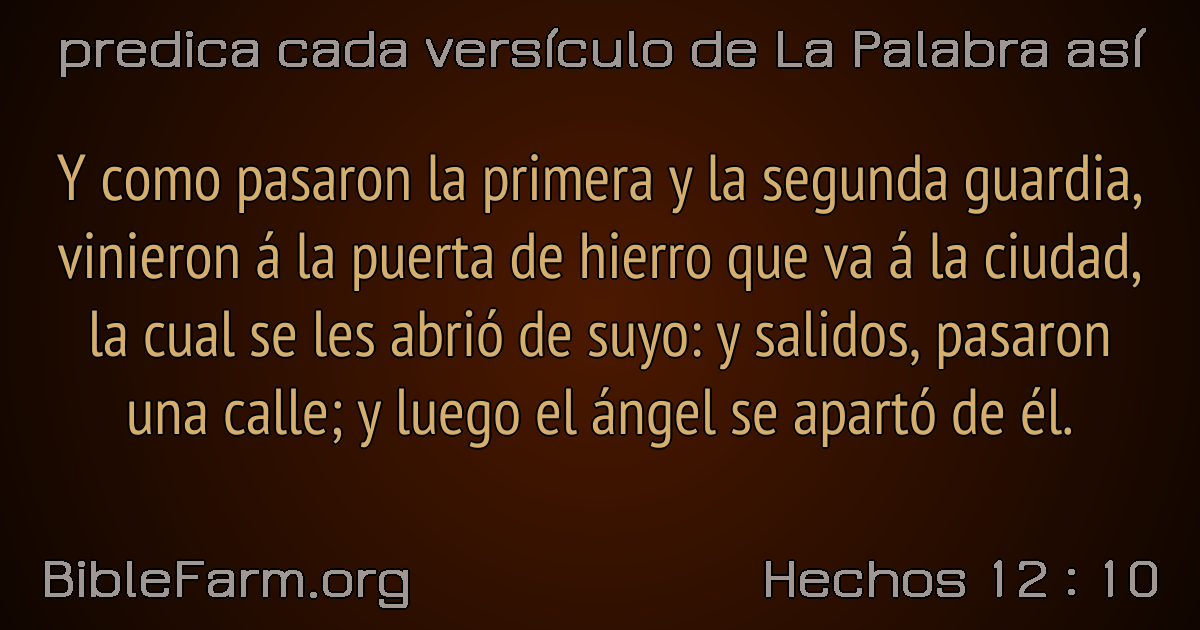 predica cada versículo de La Palabra así
Y como pasaron la primera y la segunda guardia,
vinieron á la puerta de hierro que va á la ciudad,
la cual se les abrió de suyo: y salidos, pasaron
una calle; y luego el ángel se apartó de él.
BibleFarm.org
Hechos 12 : 10